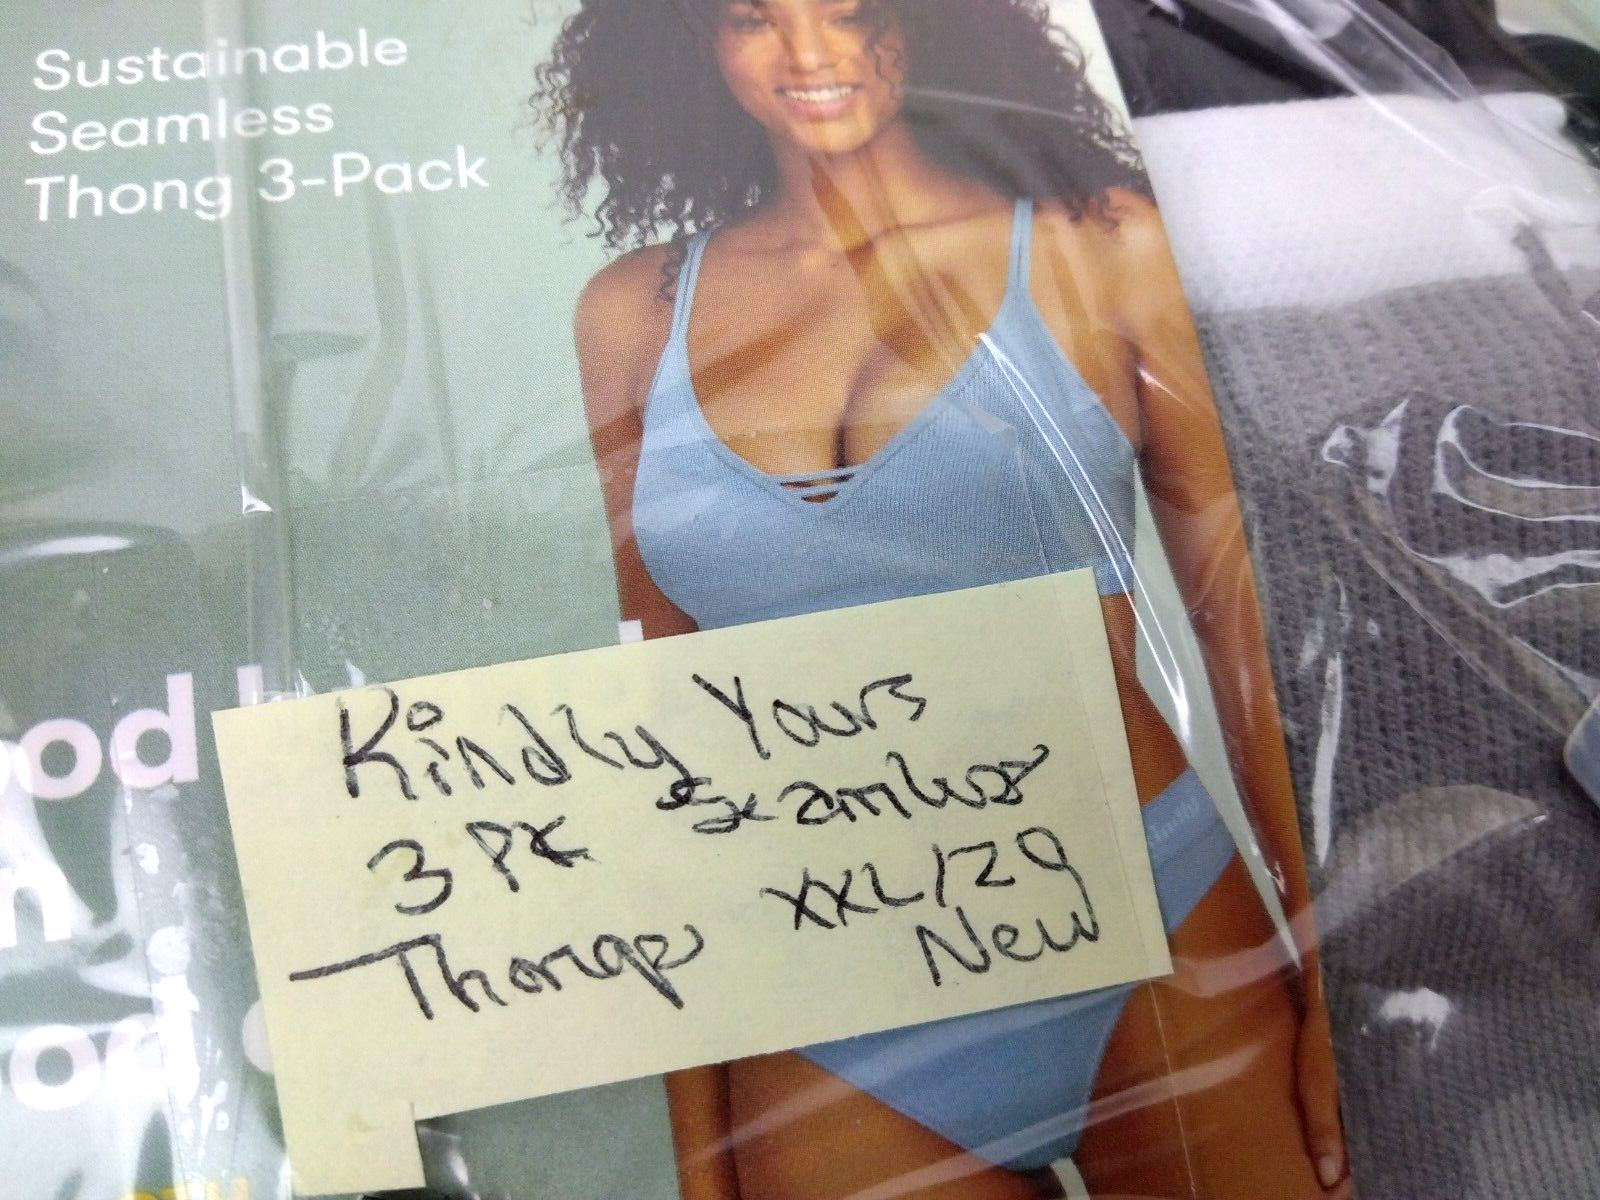 Sustainable
Seamless
Thong 3-Pack
Kindly Yours
3 PK Seamless
Thongs XXL/20
New